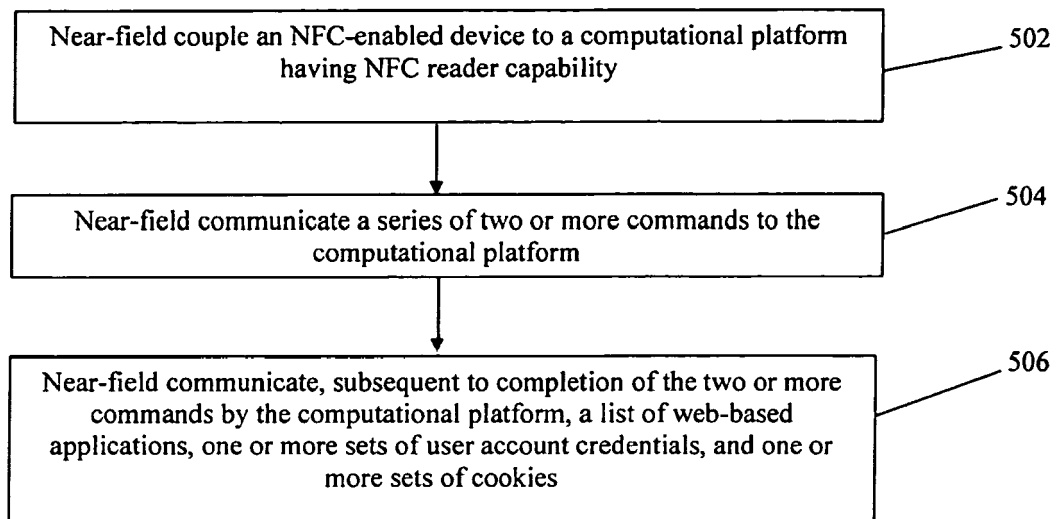 Near-field couple an NFC-enabled device to a computational platform
having NFC reader capability
502
Near-field communicate a series of two or more commands to the
computational platform
504
Near-field communicate, subsequent to completion of the two or more
commands by the computational platform, a list of web-based
applications, one or more sets of user account credentials, and one or
more sets of cookies
506